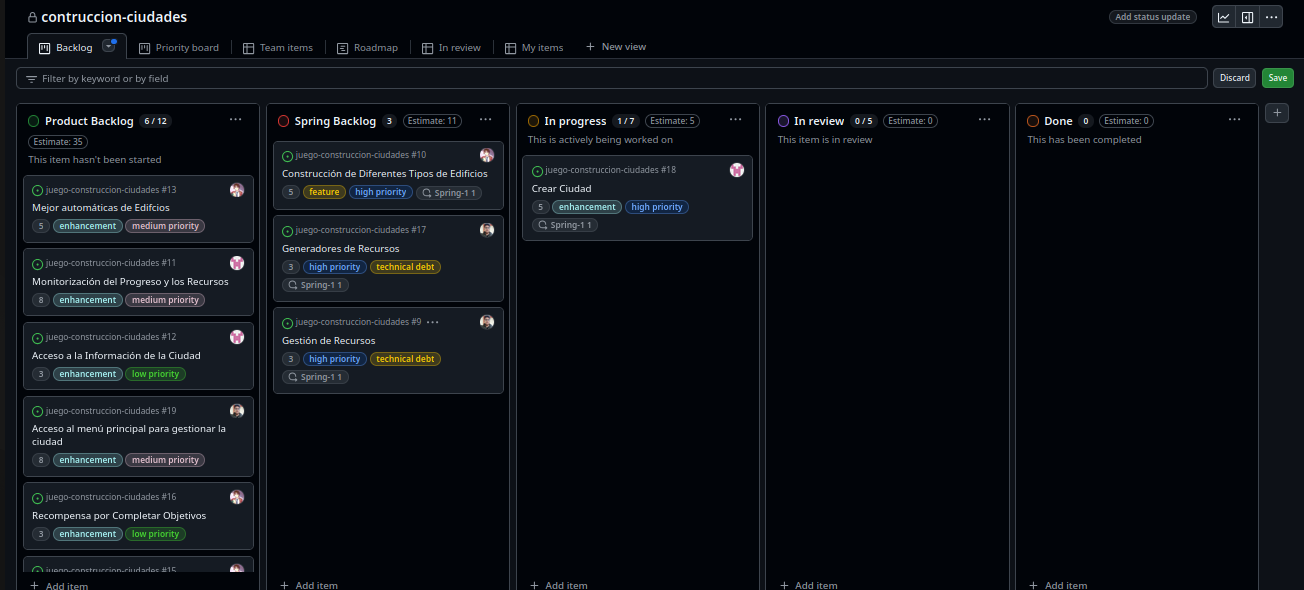 contruccion-ciudades
Add status update
Backlog
Priority board
Team items
Roadmap
In review
My items
New view
Filter by keyword or by field
Discard
Save
Product Backlog 6 / 12
Estimate: 35
This item hasn't been started
juego-construccion-ciudades #13
Mejor automáticas de Edifcios
5 enhancement medium priority
juego-construccion-ciudades #11
Monitorización del Progreso y los Recursos
8 enhancement medium priority
juego-construccion-ciudades #12
Acceso a la Información de la Ciudad
3 enhancement low priority
juego-construccion-ciudades #19
Acceso al menú principal para gestionar la
ciudad
8 enhancement medium priority
juego-construccion-ciudades #16
Recompensa por Completar Objetivos
3 enhancement low priority
juego-construccion-ciudades #15
Add item
Spring Backlog 3 Estimate: 11
juego-construccion-ciudades #10
Construcción de Diferentes Tipos de Edificios
5 feature high priority Spring-1 1
juego-construccion-ciudades #17
Generadores de Recursos
3 high priority technical debt
Spring-1 1
juego-construccion-ciudades #9
Gestión de Recursos
3 high priority technical debt
Spring-1 1
Add item
In progress 1 / 7 Estimate: 5
This is actively being worked on
juego-construccion-ciudades #18
Crear Ciudad
5 enhancement high priority
Spring-1 1
Add item
In review 0 / 5 Estimate: 0
This item is in review
Add item
Done 0 Estimate: 0
This has been completed
Add item